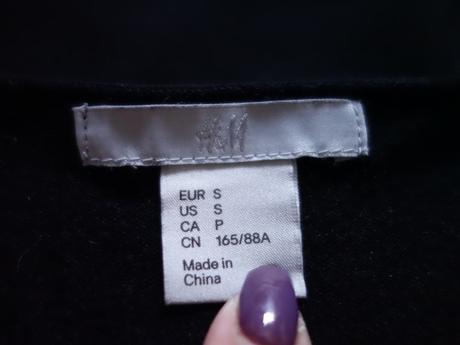 H&M
EUR S
US S
CA P
CN 165/88A
Made in
China